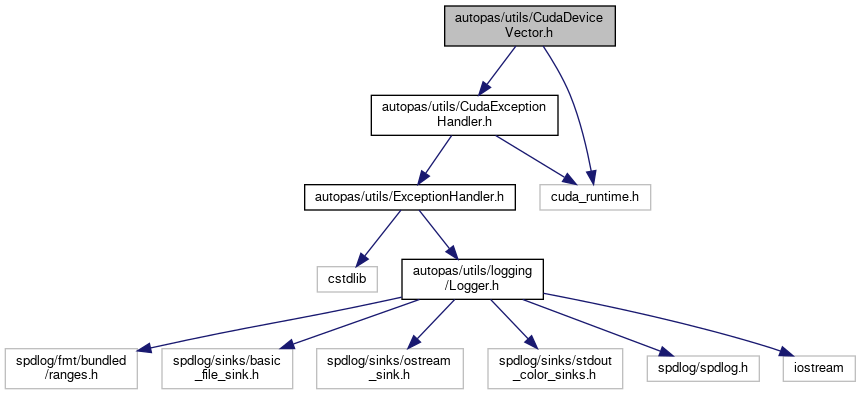 autopas/utils/CudaDevice
Vector.h
autopas/utils/CudaException
Handler.h
autopas/utils/ExceptionHandler.h
cuda_runtime.h
cstdlib
autopas/utils/logging
/Logger.h
spdlog/fmt/bundled
/ranges.h
spdlog/sinks/basic
_file_sink.h
spdlog/sinks/ostream
_sink.h
spdlog/sinks/stdout
_color_sinks.h
spdlog/spdlog.h
iostream